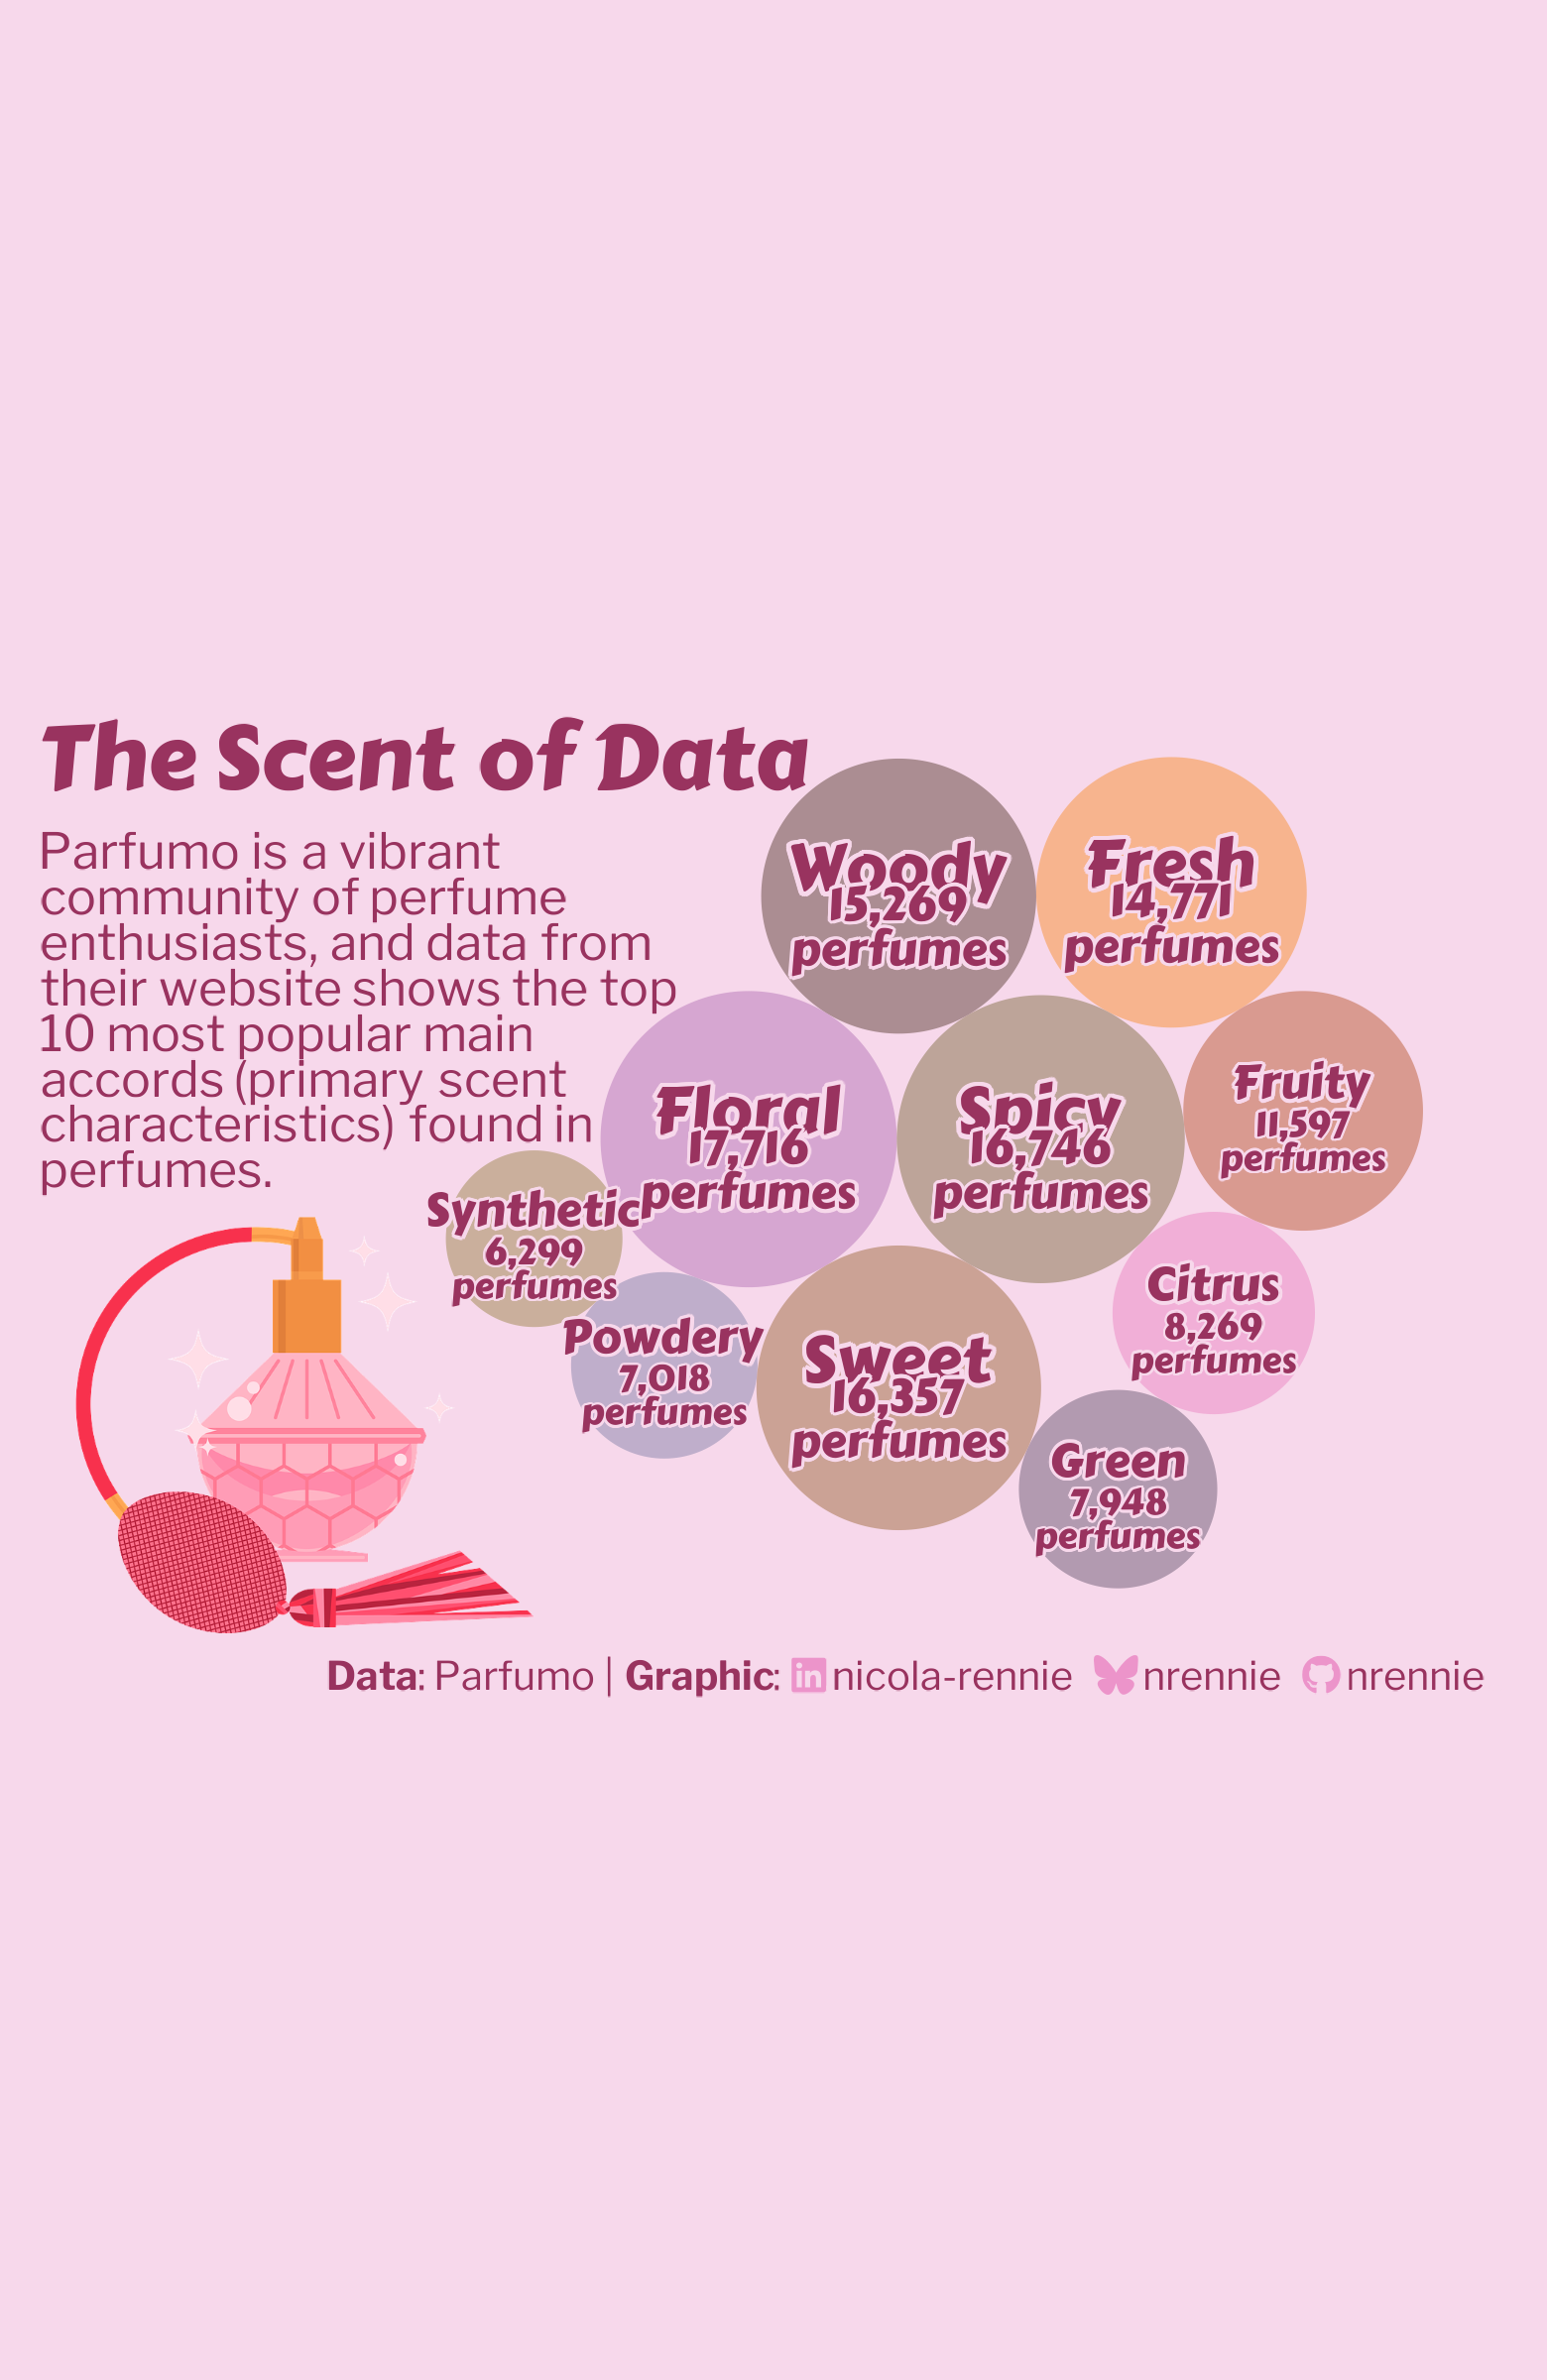 The Scent of Data
Parfumo is a vibrant
community of perfume
enthusiasts, and data from
their website shows the top
10 most popular main
accords (primary scent
characteristics) found in
perfumes.
Woody
15,269
perfumes
Fresh
14,771
perfumes
Floral
17,716
perfumes
Spicy
16,746
perfumes
Fruity
11,597
perfumes
Synthetic
6,299
perfumes
Powdery
7,018
perfumes
Sweet
16,357
perfumes
Citrus
8,269
perfumes
Green
7,948
perfumes
Data: Parfumo | Graphic: in nicola-rennie nrennie nrennie